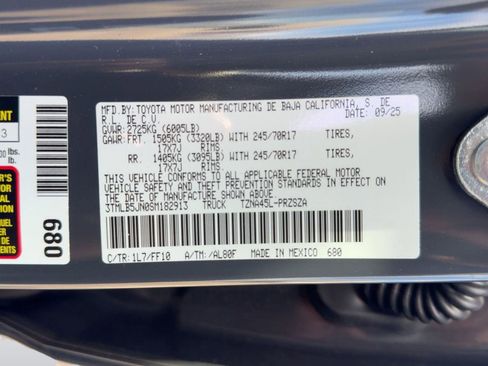 MFD.BY:TOYOTA MOTOR MANUFACTURING DE BAJA CALIFORNIA, S. DE
R.L. DE C.V. 09/25
GVWR: 2725KG (6005LB)
GAWR:FRT. 1505KG (3320LB) WITH 245/70R17 TIRES,
17X7J RIMS
RR. 1405KG (3095LB) WITH 245/70R17 TIRES,
17X7J RIMS
THIS VEHICLE CONFORMS TO ALL APPLICABLE FEDERAL MOTOR
VEHICLE SAFETY AND THEFT PREVENTION STANDARDS IN EFFECT ON
THE DATE OF MANUFACTURE SHOWN ABOVE.
3TMLB5JN0SM182913 TRUCK TZNA45L-PRZSZA
C/TR:1L7/FF10 A/TM:/AL80F MADE IN MEXICO 680
680
3
lbs.
lb.